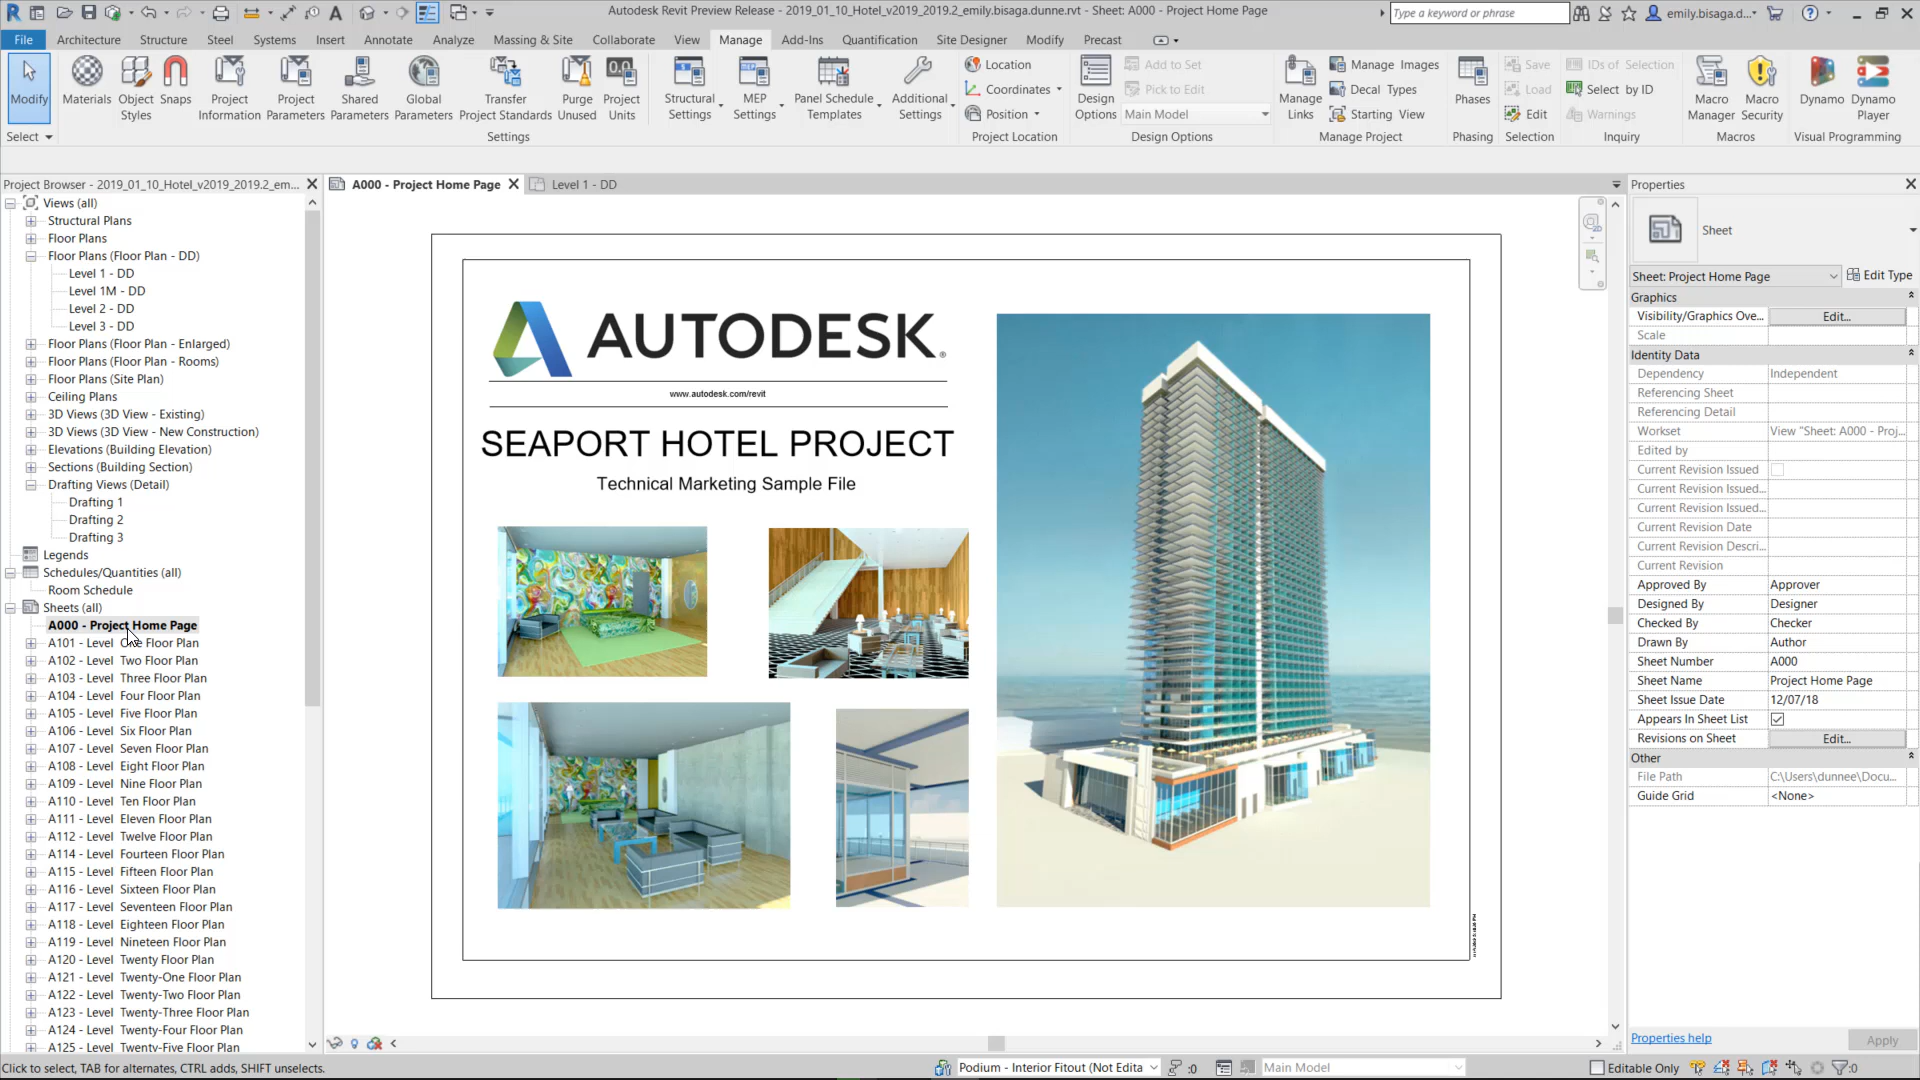 Autodesk Revit Preview Release - 2019_01_10_Hotel_v2019_2019.2_emily.bisaga.dunne.rvt - Sheet: A000 - Project Home Page
Type a keyword or phrase
emily.bisaga.d...
File Architecture Structure Steel Systems Insert Annotate Analyze Massing & Site Collaborate View Manage Add-Ins Quantification Site Designer Modify Precast
Modify
Materials
Object Styles
Snaps
Project Information
Project Parameters
Shared Parameters
Global Parameters
Transfer Project Standards
Purge Unused
Project Units
Structural Settings
MEP Settings
Panel Schedule Templates
Additional Settings
Location
Coordinates
Position
Design Options
Add to Set
Pick to Edit
Main Model
Manage Links
Manage Images
Decal Types
Starting View
Phases
Save
Load
Edit
IDs of Selection
Select by ID
Warnings
Macro Manager
Macro Security
Dynamo
Dynamo Player
Select
Settings
Project Location
Design Options
Manage Project
Phasing
Selection
Inquiry
Macros
Visual Programming
Project Browser - 2019_01_10_Hotel_v2019_2019.2_em...
Views (all)
Structural Plans
Floor Plans
Floor Plans (Floor Plan - DD)
Level 1 - DD
Level 1M - DD
Level 2 - DD
Level 3 - DD
Floor Plans (Floor Plan - Enlarged)
Floor Plans (Floor Plan - Rooms)
Floor Plans (Site Plan)
Ceiling Plans
3D Views (3D View - Existing)
3D Views (3D View - New Construction)
Elevations (Building Elevation)
Sections (Building Section)
Drafting Views (Detail)
Drafting 1
Drafting 2
Drafting 3
Legends
Schedules/Quantities (all)
Room Schedule
Sheets (all)
A000 - Project Home Page
A101 - Level One Floor Plan
A102 - Level Two Floor Plan
A103 - Level Three Floor Plan
A104 - Level Four Floor Plan
A105 - Level Five Floor Plan
A106 - Level Six Floor Plan
A107 - Level Seven Floor Plan
A108 - Level Eight Floor Plan
A109 - Level Nine Floor Plan
A110 - Level Ten Floor Plan
A111 - Level Eleven Floor Plan
A112 - Level Twelve Floor Plan
A114 - Level Fourteen Floor Plan
A115 - Level Fifteen Floor Plan
A116 - Level Sixteen Floor Plan
A117 - Level Seventeen Floor Plan
A118 - Level Eighteen Floor Plan
A119 - Level Nineteen Floor Plan
A120 - Level Twenty Floor Plan
A121 - Level Twenty-One Floor Plan
A122 - Level Twenty-Two Floor Plan
A123 - Level Twenty-Three Floor Plan
A124 - Level Twenty-Four Floor Plan
A125 - Level Twenty-Five Floor Plan
A000 - Project Home Page
Level 1 - DD
AUTODESK®
www.autodesk.com/revit
SEAPORT HOTEL PROJECT
Technical Marketing Sample File
Properties
Sheet
Sheet: Project Home Page
Edit Type
Graphics
Visibility/Graphics Ove... Edit...
Scale
Identity Data
Dependency Independent
Referencing Sheet
Referencing Detail
Workset View "Sheet: A000 - Proj...
Edited by
Current Revision Issued
Current Revision Issued...
Current Revision Issued...
Current Revision Date
Current Revision Descri...
Current Revision
Approved By Approver
Designed By Designer
Checked By Checker
Drawn By Author
Sheet Number A000
Sheet Name Project Home Page
Sheet Issue Date 12/07/18
Appears In Sheet List
Revisions on Sheet Edit...
Other
File Path C:\Users\dunnee\Docu...
Guide Grid <None>
Properties help
Apply
Click to select, TAB for alternates, CTRL adds, SHIFT unselects.
Podium - Interior Fitout (Not Edita
:0
Main Model
Editable Only
:0